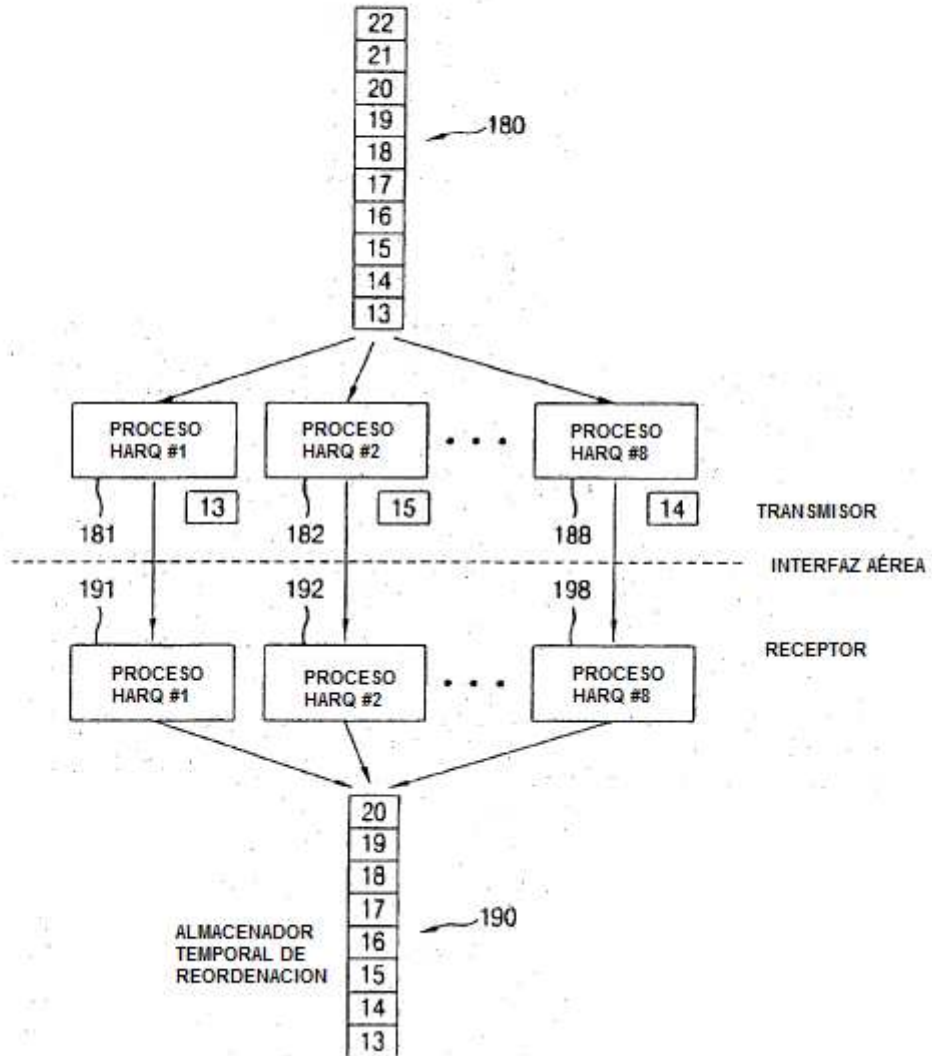 22
21
20
19
180
18
17
16
15
14
13
PROCESO
HARQ #1
PROCESO
HARQ #2
PROCESO
HARQ #8
13
15
14
181
182
188
TRANSMISOR
INTERFAZ AÉREA
191
192
198
RECEPTOR
PROCESO
HARQ #1
PROCESO
HARQ #2
PROCESO
HARQ #8
20
19
18
17
190
ALMACENADOR
TEMPORAL DE
REORDENACION
16
15
14
13